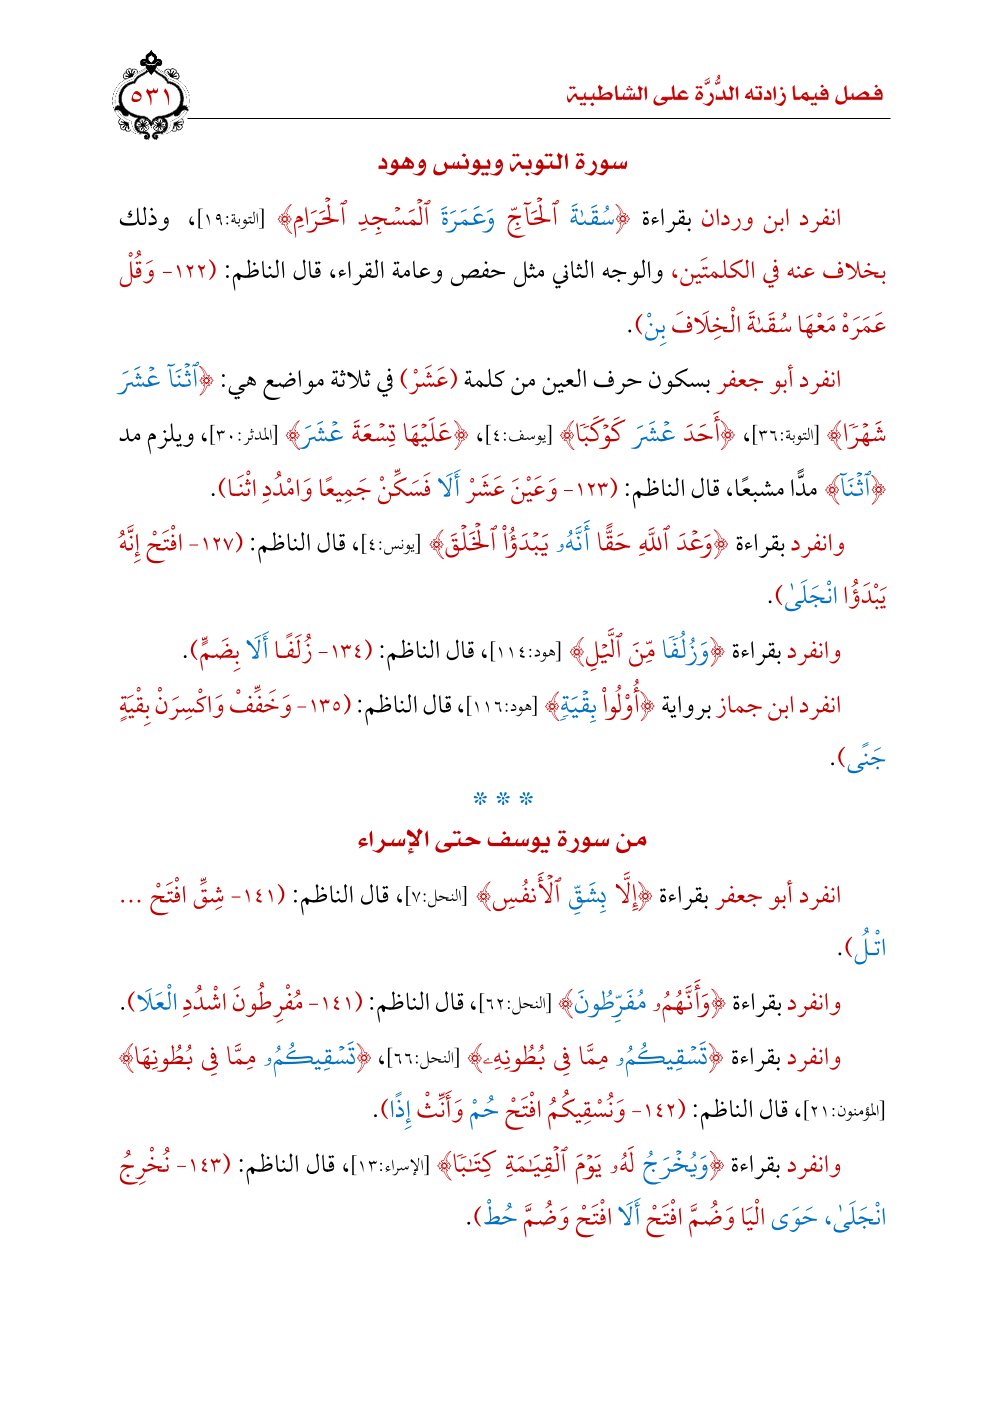 فصل فيما زادته الدُّرَّة على الشاطبية
٥٣١
سورة التوبة ويونس وهود
انفرد ابن وردان بقراءة ﴿سُقَىٰةَ ٱلۡحَآجِّ وَعَمَرَةَ ٱلۡمَسۡجِدِ ٱلۡحَرَامِ﴾ [التوبة:١٩]، وذلك
بخلاف عنه في الكلمتَين، والوجه الثاني مثل حفص وعامة القراء، قال الناظم: (١٢٢- وَقُلْ
عَمَرَهْ مَعْهَا سُقَىٰةَ الْخِلَافَ بِنْ).
انفرد أبو جعفر بسكون حرف العين من كلمة (عَشَرْ) في ثلاثة مواضع هي: ﴿ٱثۡنَآ عۡشَرَ
شَهۡرٗا﴾ [التوبة:٣٦]، ﴿أَحَدَ عۡشَرَ كَوۡكَبٗا﴾ [يوسف:٤]، ﴿عَلَيۡهَا تِسۡعَةَ عۡشَرَ﴾ [المدثر:٣٠]، ويلزم مد
﴿ٱثۡنَآ﴾ مدًّا مشبعًا، قال الناظم: (١٢٣- وَعَيْنَ عَشَرْ أَلَا فَسَكِّنْ جَمِيعًا وَامْدُدِ اثْنَا).
وانفرد بقراءة ﴿وَعۡدَ ٱللَّهِ حَقًّا أَنَّهُۥ يَبۡدَؤُاْ ٱلۡخَلۡقَ﴾ [يونس:٤]، قال الناظم: (١٢٧- افْتَحْ إِنَّهُ
يَبْدَؤُا انْجَلَىٰ).
وانفرد بقراءة ﴿وَزُلُفٗا مِّنَ ٱلَّيۡلِ﴾ [هود:١١٤]، قال الناظم: (١٣٤- زُلَفًا أَلَا بِضَمٍّ).
انفرد ابن جماز برواية ﴿أُوْلُواْ بِقۡيَةٖ﴾ [هود:١١٦]، قال الناظم: (١٣٥- وَخَفِّفْ وَاكْسِرَنْ بِقْيَةٍ
جَنًى).
* * *
من سورة يوسف حتى الإسراء
انفرد أبو جعفر بقراءة ﴿إِلَّا بِشَقِّ ٱلۡأَنفُسِ﴾ [النحل:٧]، قال الناظم: (١٤١- شِقِّ افْتَحْ ...
اتْلُ).
وانفرد بقراءة ﴿وَأَنَّهُمُۥ مُفَرِّطُونَ﴾ [النحل:٦٢]، قال الناظم: (١٤١- مُفْرِطُونَ اشْدُدِ الْعَلَا).
وانفرد بقراءة ﴿تَسۡقِيكُمُۥ مِمَّا فِي بُطُونِهِۦ﴾ [النحل:٦٦]، ﴿تَسۡقِيكُمُۥ مِمَّا فِي بُطُونِهَا﴾
[المؤمنون:٢١]، قال الناظم: (١٤٢- وَنُسْقِيكُمُ افْتَحْ حُمْ وَأَنِّثْ إِذًا).
وانفرد بقراءة ﴿وَيُخۡرَجُ لَهُۥ يَوۡمَ ٱلۡقِيَٰمَةِ كِتَٰبٗا﴾ [الإسراء:١٣]، قال الناظم: (١٤٣- نُخْرِجُ
انْجَلَىٰ، حَوَى الْيَا وَضُمَّ افْتَحْ أَلَا افْتَحْ وَضُمَّ حُطْ).